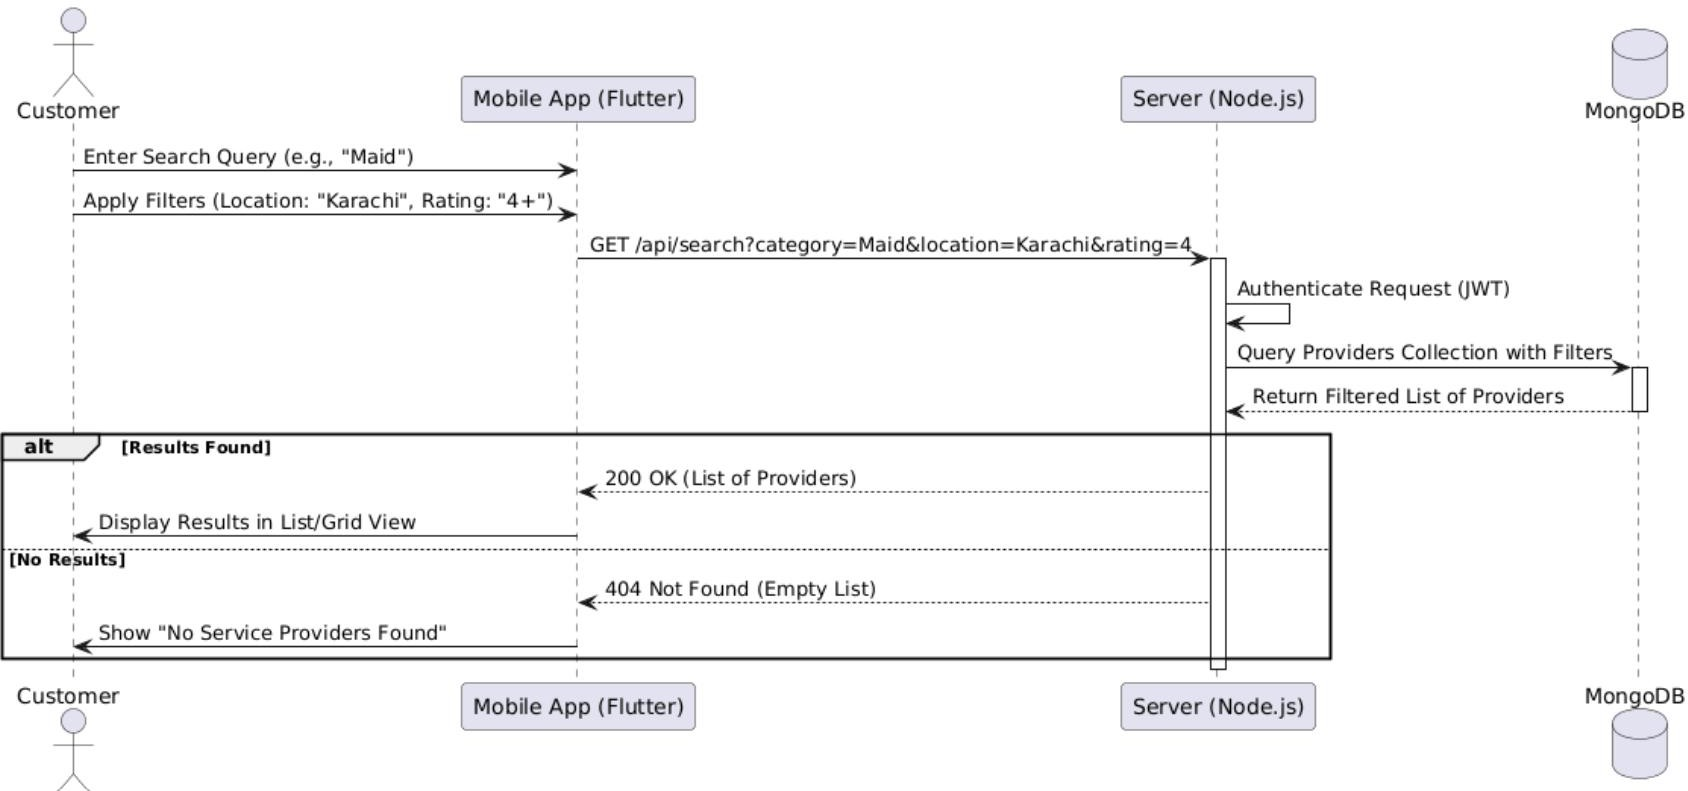 Customer
Mobile App (Flutter)
Server (Node.js)
MongoDB
Enter Search Query (e.g., "Maid")
Apply Filters (Location: "Karachi", Rating: "4+")
GET /api/search?category=Maid&location=Karachi&rating=4
Authenticate Request (JWT)
Query Providers Collection with Filters
Return Filtered List of Providers
alt [Results Found]
200 OK (List of Providers)
Display Results in List/Grid View
[No Results]
404 Not Found (Empty List)
Show "No Service Providers Found"
Customer
Mobile App (Flutter)
Server (Node.js)
MongoDB